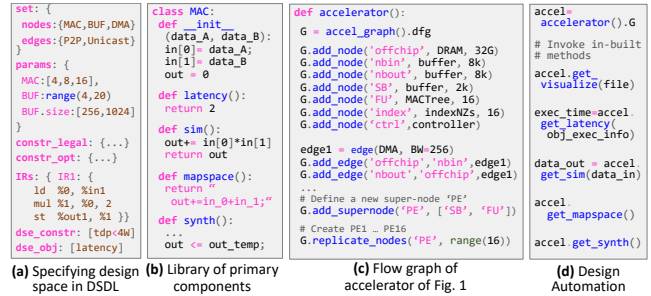 set: {
nodes:{MAC,BUF,DMA}
edges:{P2P,Unicast}
}
params: {
MAC:[4,8,16],
BUF:range(4,20)
BUF.size:[256,1024]
}
constr_legal: {...}
constr_opt: {...}
IRs: { IR1: {
ld %0, %in1
mul %1, %0, 2
st %out1, %1 }}
dse_constr: [tdp<4W]
dse_obj: [latency]
(a) Specifying design
space in DSDL
class MAC:
def __init__
(data_A, data_B):
in[0]= data_A;
in[1]= data_B
out = 0
def latency():
return 2
def sim():
out+= in[0]*in[1]
return out
def mapspace():
return “
out+=in_0+in_1;“
def synth():
...
out <= out_temp;
(b) Library of primary
components
def accelerator():
G = accel_graph().dfg
G.add_node('offchip', DRAM, 32G)
G.add_node('nbin', buffer, 8k)
G.add_node('nbout', buffer, 8k)
G.add_node('SB', buffer, 2k)
G.add_node('FU', MACTree, 16)
G.add_node('index', indexNZs, 16)
G.add_node('ctrl',controller)
edge1 = edge(DMA, BW=256)
G.add_edge('offchip','nbin',edge1)
G.add_edge('nbout','offchip',edge1)
...
# Define a new super-node ‘PE’
G.add_supernode(‘PE’, [‘SB’, ‘FU’])
# Create PE1 … PE16
G.replicate_nodes(‘PE’, range(16))
(c) Flow graph of
accelerator of Fig. 1
accel=
accelerator().G
# Invoke in-built
# methods
accel.get_
visualize(file)
exec_time=accel.
get_latency(
obj_exec_info)
data_out = accel.
get_sim(data_in)
accel.
get_mapspace()
accel.get_synth()
(d) Design
Automation